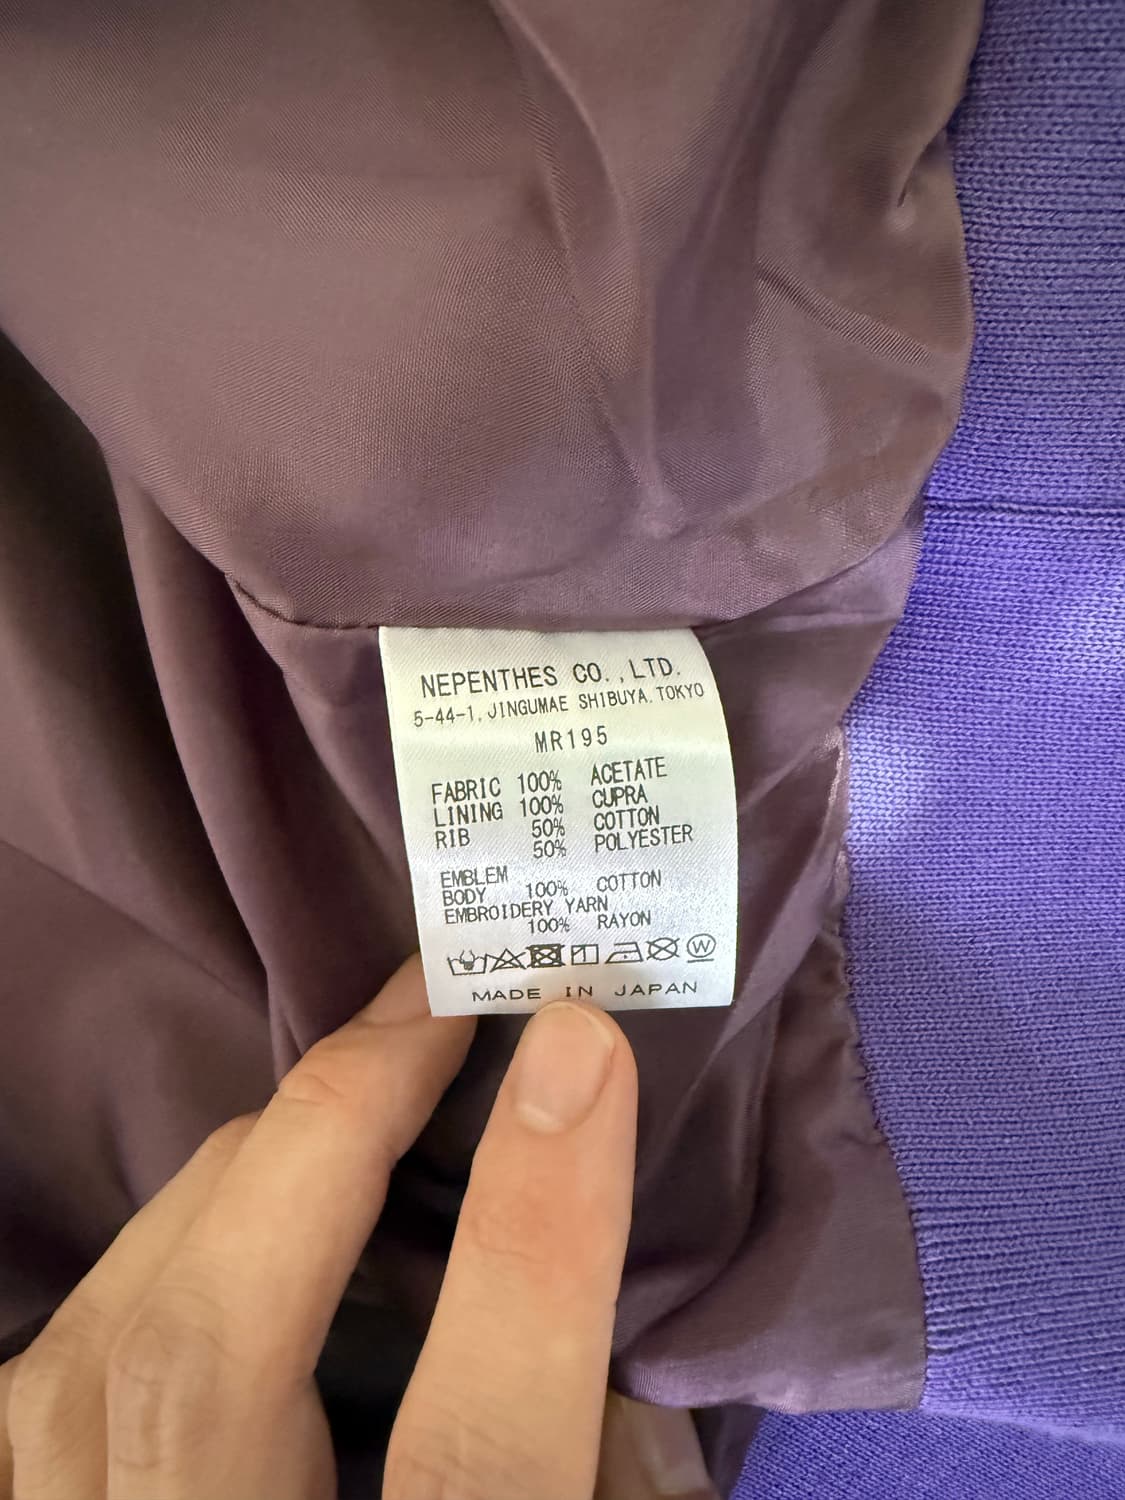 NEPENTHES CO.,LTD.
5-44-1, JINGUMAE SHIBUYA, TOKYO
MR195
FABRIC 100% ACETATE
LINING 100% CUPRA
RIB 50% COTTON
50% POLYESTER
EMBLEM
BODY 100% COTTON
EMBROIDERY YARN
100% RAYON
W
MADE IN JAPAN